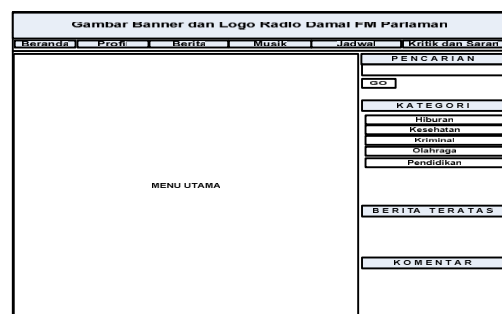 Gambar Banner dan Logo Radio Damai FM Pariaman
Beranda Profil Berita Musik Jadwal Kritik dan Saran
PENCARIAN
GO
KATEGORI
Hiburan
Kesehatan
Kriminal
Olahraga
Pendidikan
MENU UTAMA
BERITA TERATAS
KOMENTAR